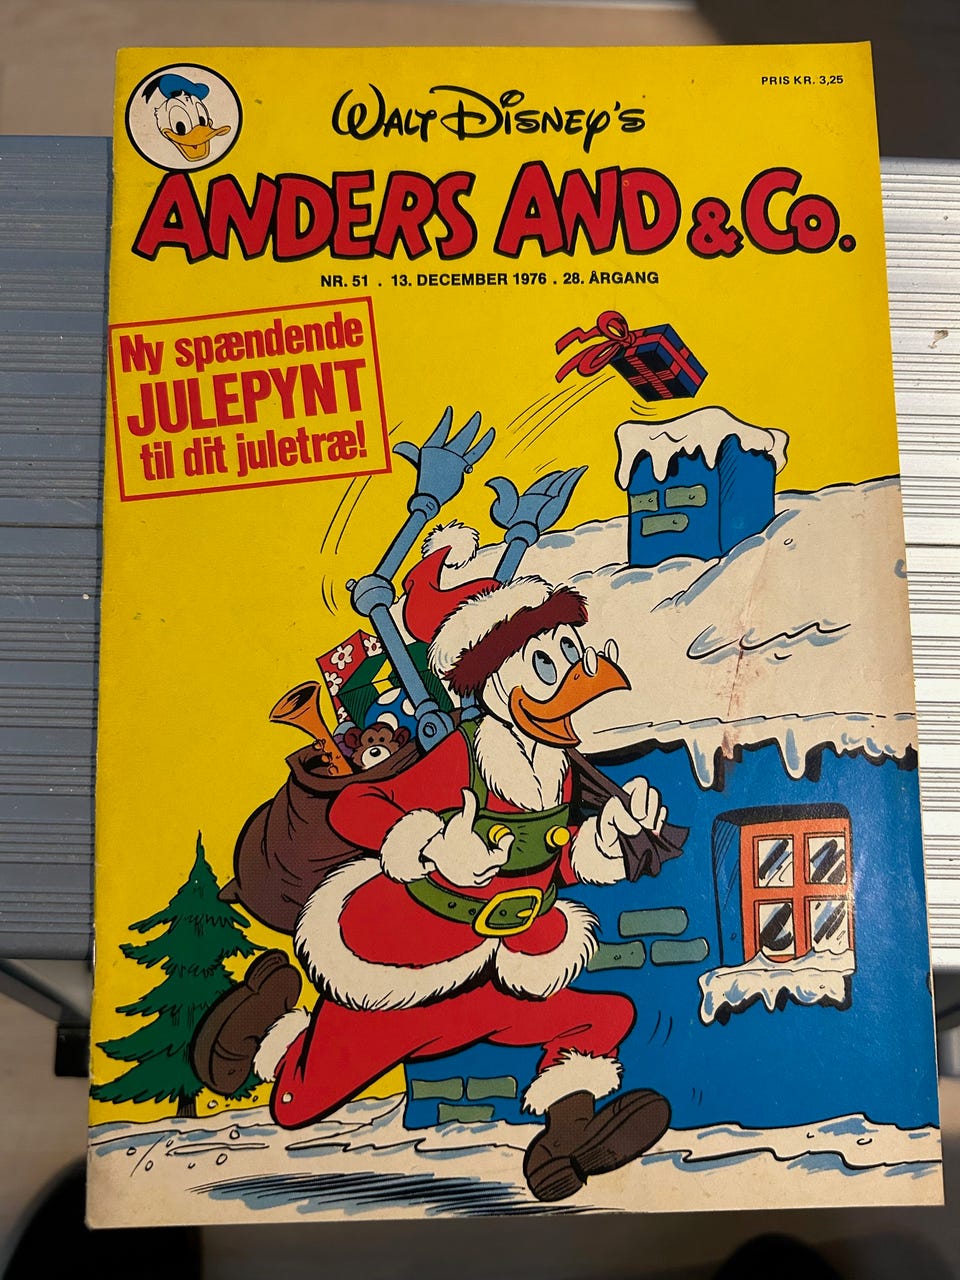 PRIS KR. 3,25
WALT DISNEY'S
ANDERS AND & Co.
NR. 51 . 13. DECEMBER 1976 . 28. ÅRGANG
Ny spændende
JULEPYNT
til dit juletræ!